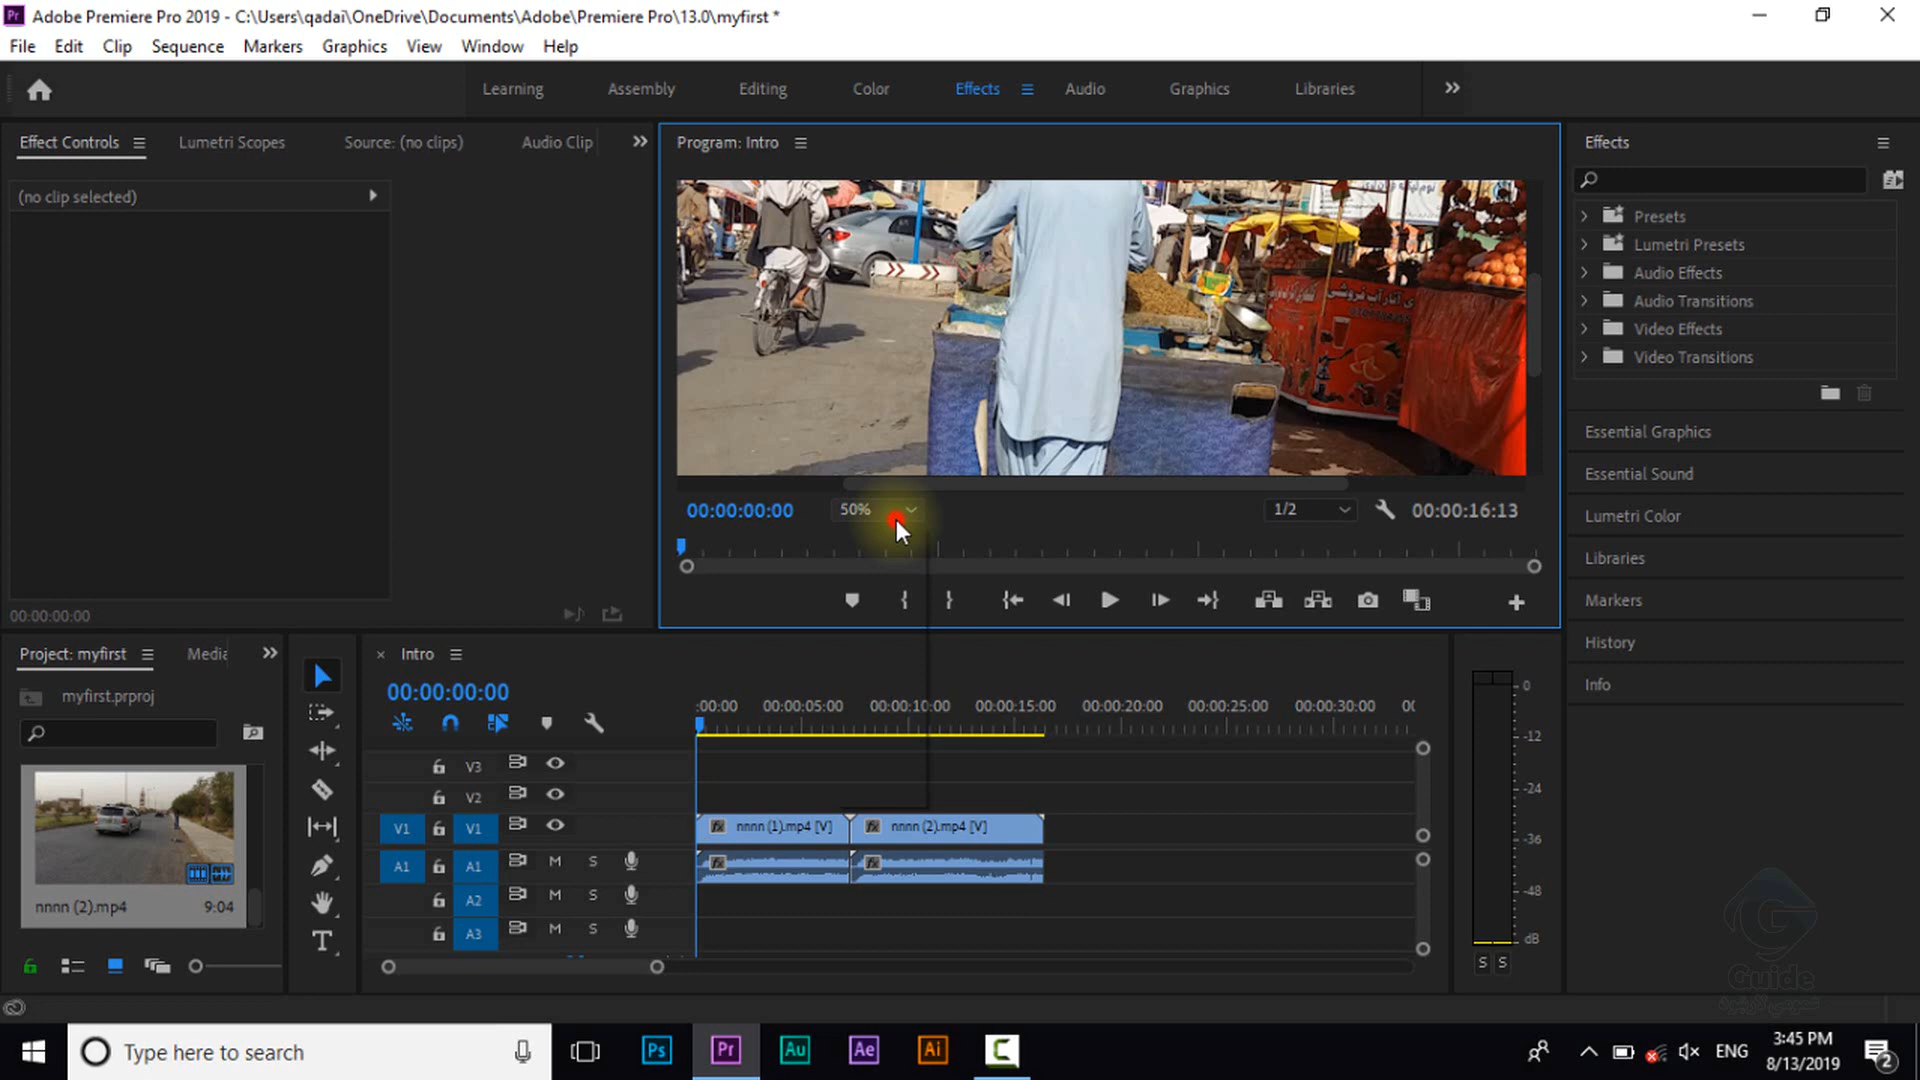 Adobe Premiere Pro 2019 - C:\Users\qadai\OneDrive\Documents\Adobe\Premiere Pro\13.0\myfirst *
File Edit Clip Sequence Markers Graphics View Window Help
Learning Assembly Editing Color Effects Audio Graphics Libraries
Effect Controls Lumetri Scopes Source: (no clips) Audio Clip
Program: Intro
Effects
(no clip selected)
Presets
Lumetri Presets
Audio Effects
Audio Transitions
Video Effects
Video Transitions
Essential Graphics
Essential Sound
Lumetri Color
Libraries
Markers
History
Info
00:00:00:00 50% 1/2 00:00:16:13
00:00:00:00
Project: myfirst Media
myfirst.prproj
nnnn (2).mp4 9:04
Intro
00:00:00:00
:00:00 00:00:05:00 00:00:10:00 00:00:15:00 00:00:20:00 00:00:25:00 00:00:30:00 00
V3
V2
V1 V1 nnnn (1).mp4 [V] nnnn (2).mp4 [V]
A1 A1 M S
A2 M S
A3 M S
0
-12
-24
-36
-48
dB
S S
Guide
Type here to search
Ps Pr Au Ae Ai C
ENG
3:45 PM
8/13/2019
2